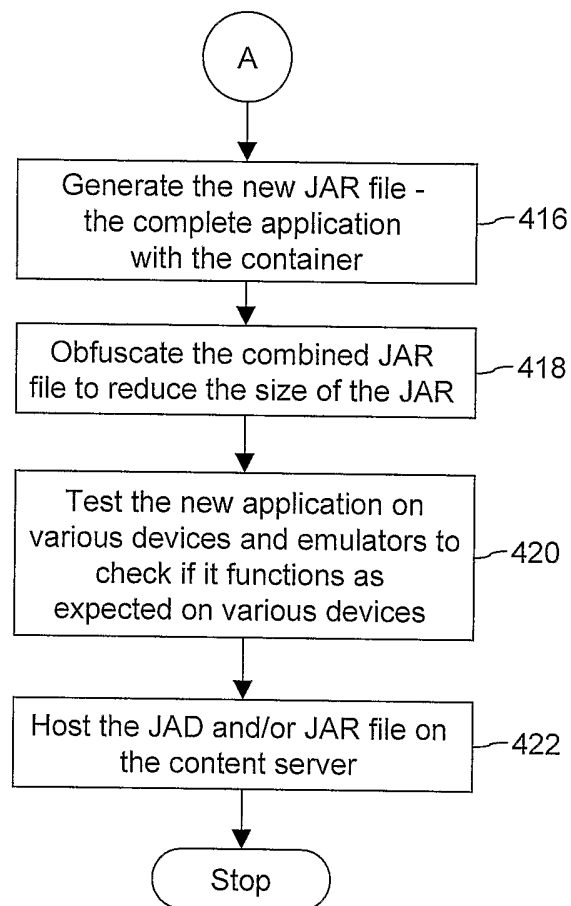 A
Generate the new JAR file -
the complete application
with the container
416
Obfuscate the combined JAR
file to reduce the size of the JAR
418
Test the new application on
various devices and emulators to
check if it functions as
expected on various devices
420
Host the JAD and/or JAR file on
the content server
422
Stop